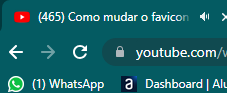 (465) Como mudar o favicon
youtube.com/
(1) WhatsApp
a Dashboard | Alu